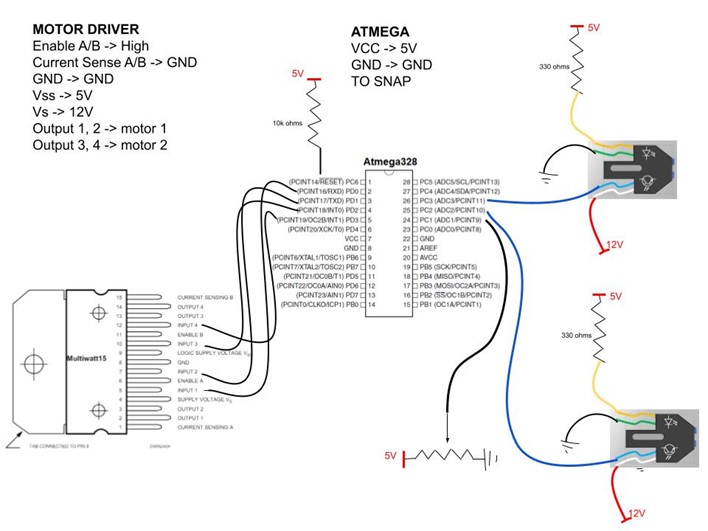 MOTOR DRIVER
Enable A/B -> High
Current Sense A/B -> GND
GND -> GND
Vss -> 5V
Vs -> 12V
Output 1, 2 -> motor 1
Output 3, 4 -> motor 2
ATMEGA
VCC -> 5V
GND -> GND
TO SNAP
5V
330 ohms
12V
5V
10k ohms
Atmega328
(PCINT14/RESET) PC6 1 28 PC5 (ADC5/SCL/PCINT13)
(PCINT16/RXD) PD0 2 27 PC4 (ADC4/SDA/PCINT12)
(PCINT17/TXD) PD1 3 26 PC3 (ADC3/PCINT11)
(PCINT18/INT0) PD2 4 25 PC2 (ADC2/PCINT10)
(PCINT19/OC2B/INT1) PD3 5 24 PC1 (ADC1/PCINT9)
(PCINT20/XCK/T0) PD4 6 23 PC0 (ADC0/PCINT8)
VCC 7 22 GND
GND 8 21 AREF
(PCINT6/XTAL1/TOSC1) PB6 9 20 AVCC
(PCINT7/XTAL2/TOSC2) PB7 10 19 PB5 (SCK/PCINT5)
(PCINT21/OC0B/T1) PD5 11 18 PB4 (MISO/PCINT4)
(PCINT22/OC0A/AIN0) PD6 12 17 PB3 (MOSI/OC2A/PCINT3)
(PCINT23/AIN1) PD7 13 16 PB2 (SS/OC1B/PCINT2)
(PCINT0/CLKO/ICP1) PB0 14 15 PB1 (OC1A/PCINT1)
Multiwatt15
15 CURRENT SENSING B
14 OUTPUT 4
13 OUTPUT 3
12 INPUT 4
11 ENABLE B
10 INPUT 3
9 LOGIC SUPPLY VOLTAGE
8 GND
7 INPUT 2
6 ENABLE A
5 INPUT 1
4 SUPPLY VOLTAGE VS
3 OUTPUT 2
2 OUTPUT 1
1 CURRENT SENSING A
TAB CONNECTED TO PIN 8
5V
5V
330 ohms
12V